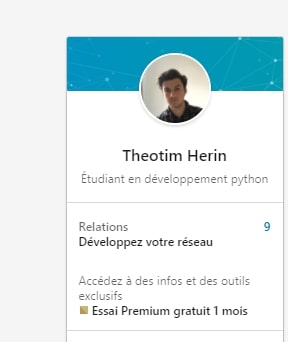 Theotim Herin
Étudiant en développement python
Relations 9
Développez votre réseau
Accédez à des infos et des outils
exclusifs
Essai Premium gratuit 1 mois